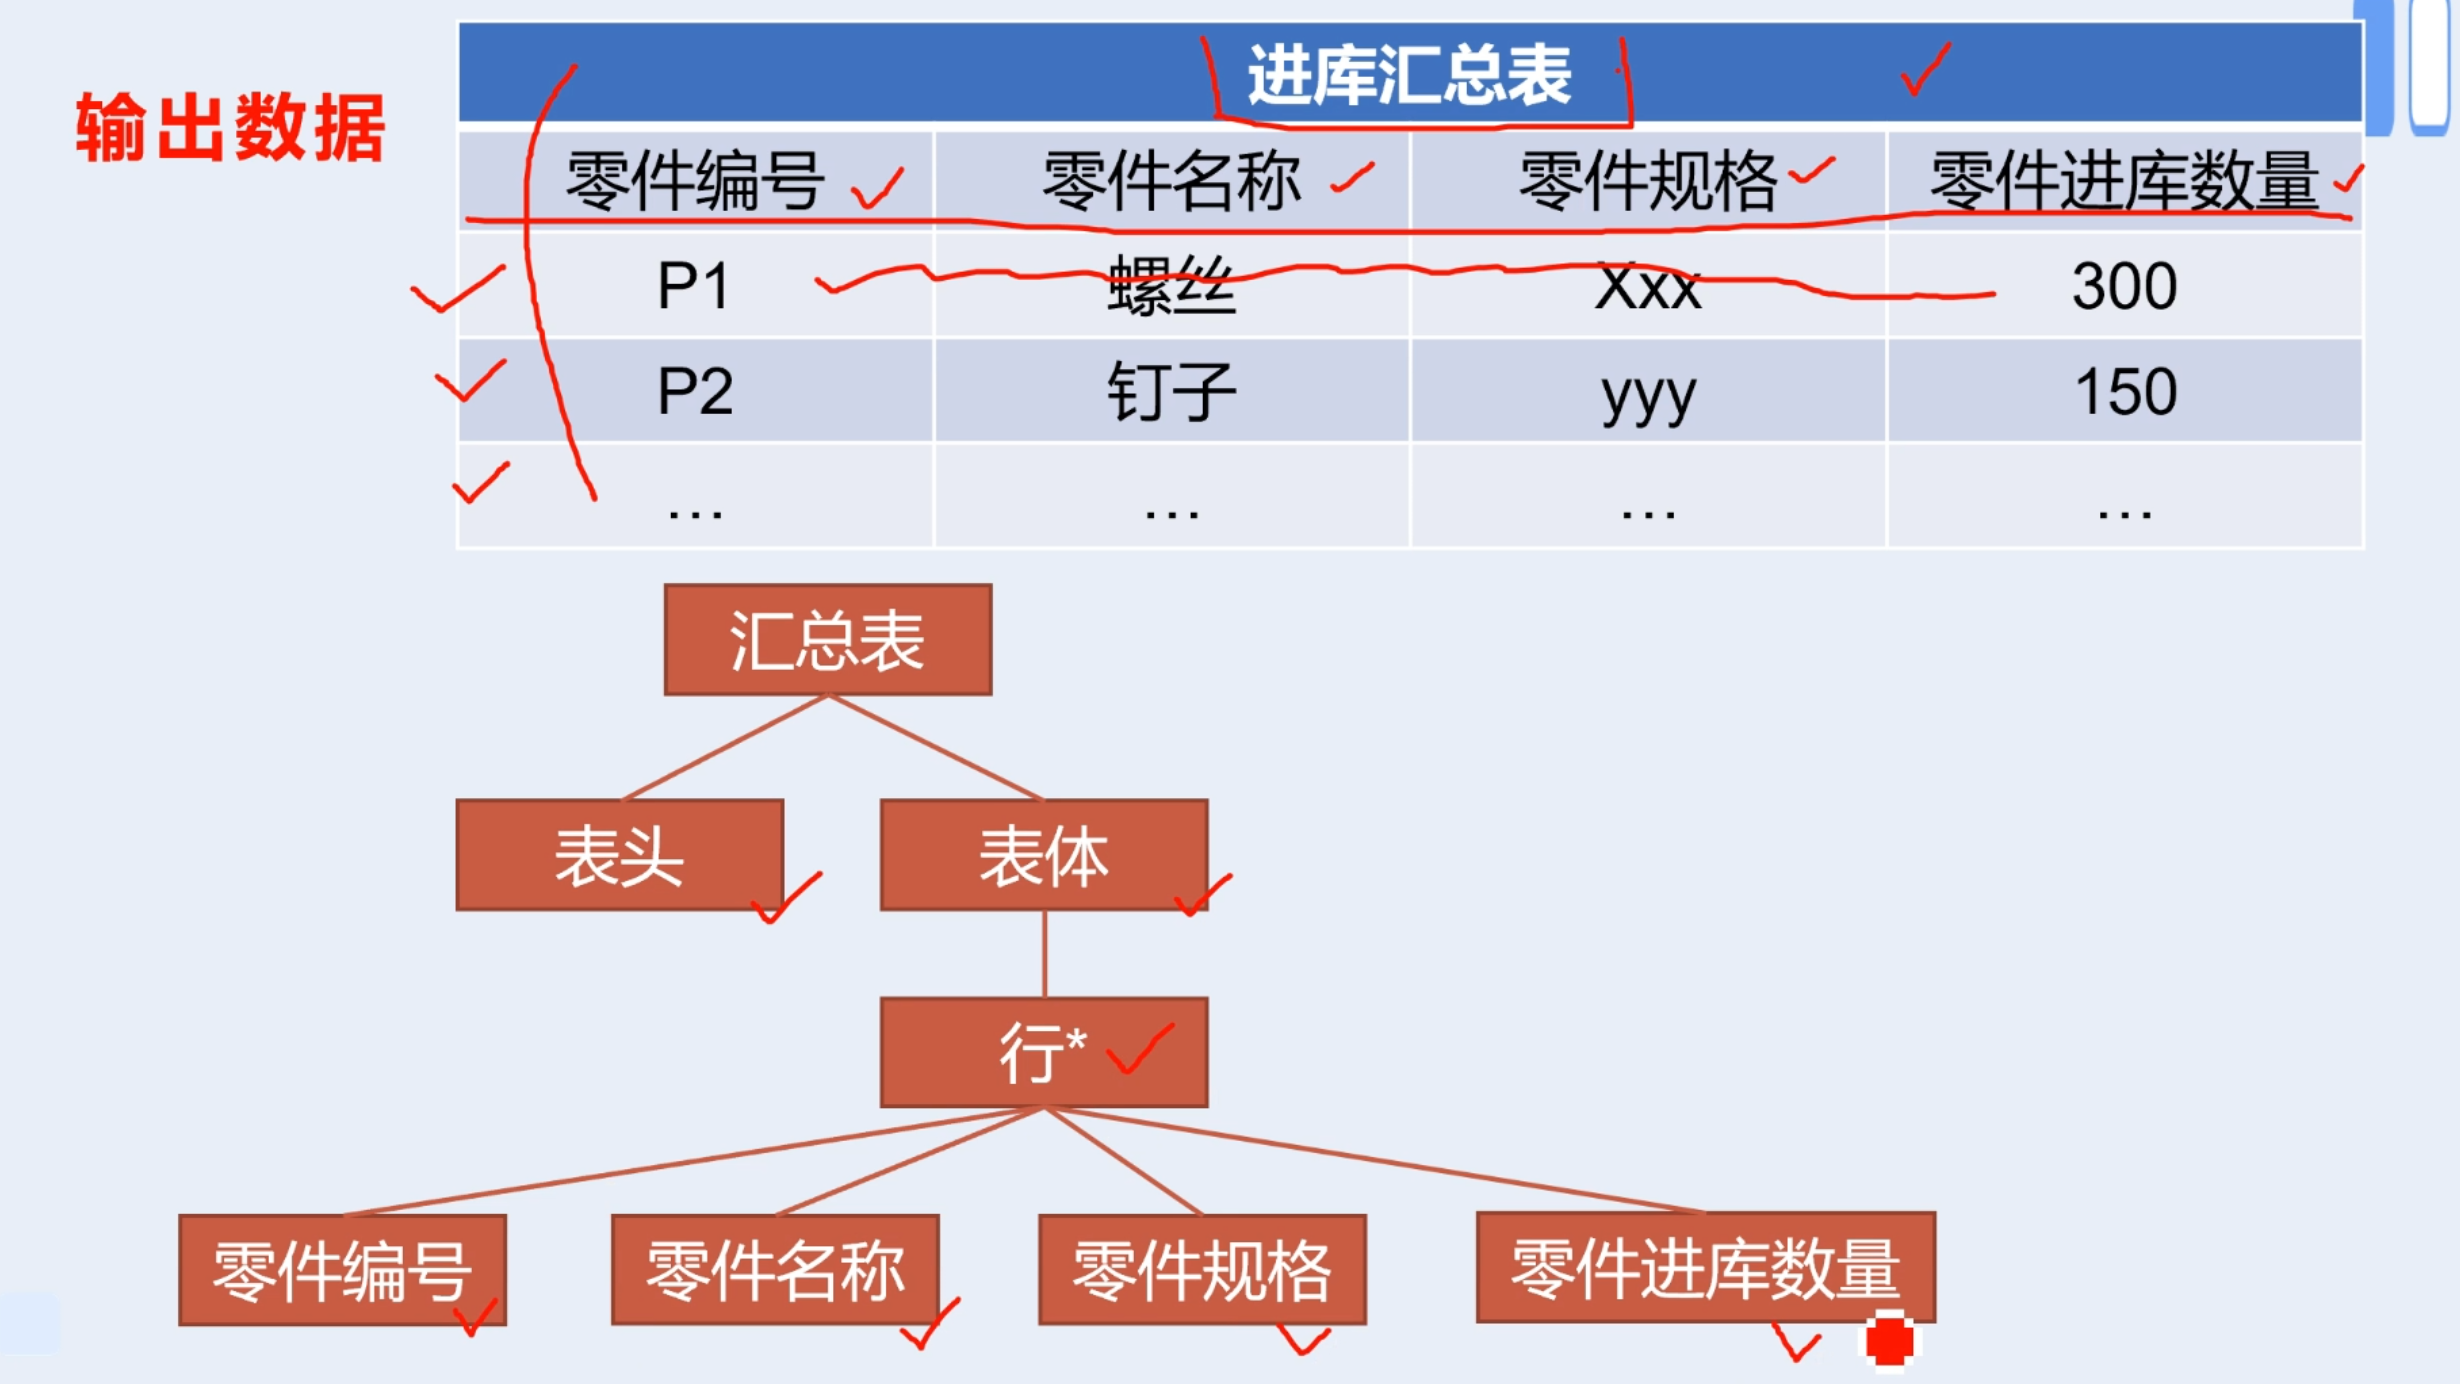 输出数据
进库汇总表
零件编号 零件名称 零件规格 零件进库数量
P1 螺丝 Xxx 300
P2 钉子 yyy 150
... ... ... ...
汇总表
表头 表体
行*
零件编号 零件名称 零件规格 零件进库数量